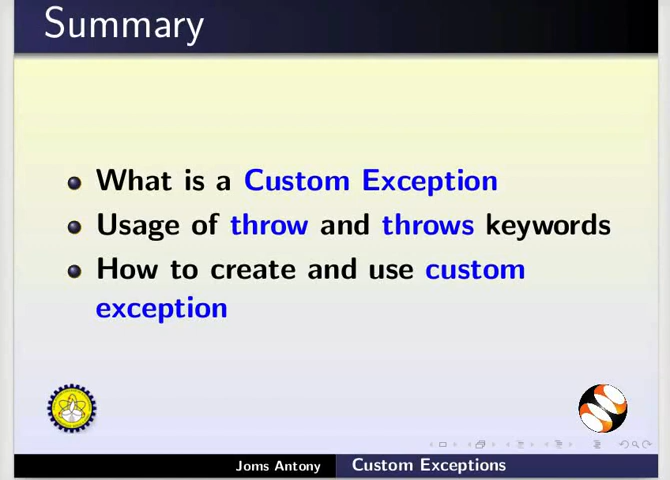 Summary
What is a Custom Exception
Usage of throw and throws keywords
How to create and use custom
exception
Joms Antony Custom Exceptions